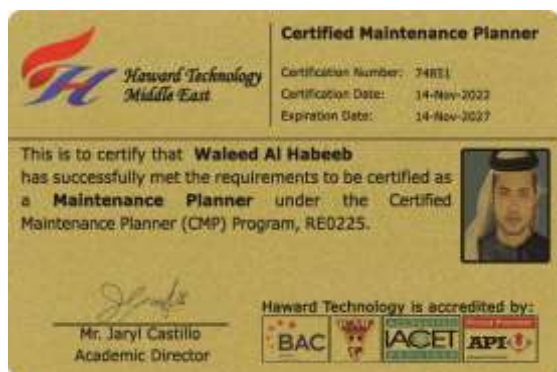 Certified Maintenance Planner
Haward Technology
Middle East
Certification Number: 74851
Certification Date: 14-Nov-2022
Expiration Date: 14-Nov-2027
This is to certify that Waleed Al Habeeb
has successfully met the requirements to be certified as
a Maintenance Planner under the Certified
Maintenance Planner (CMP) Program, RE0225.
Mr. Jaryl Castillo
Academic Director
Haward Technology is accredited by:
BAC
IACET
API